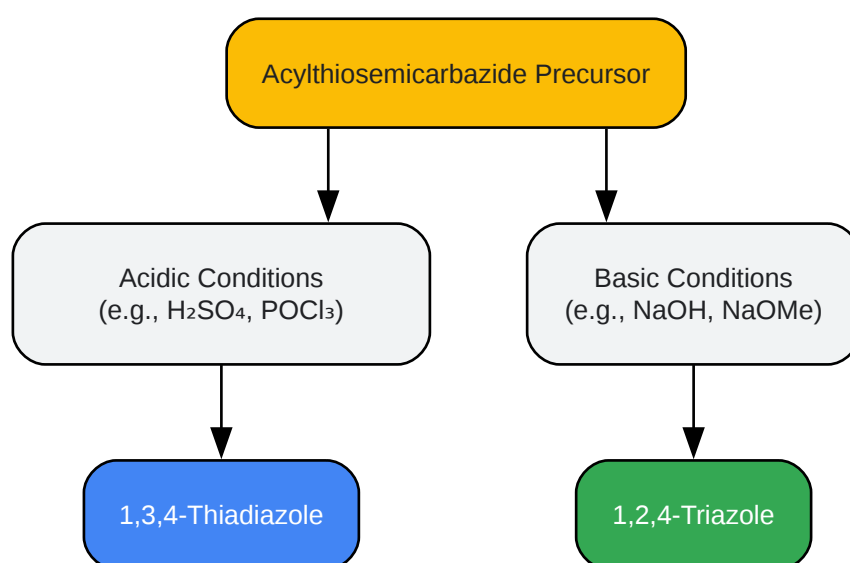 Acylthiosemicarbazide Precursor
Acidic Conditions
(e.g., H₂SO₄, POCl₃)
Basic Conditions
(e.g., NaOH, NaOMe)
1,3,4-Thiadiazole
1,2,4-Triazole